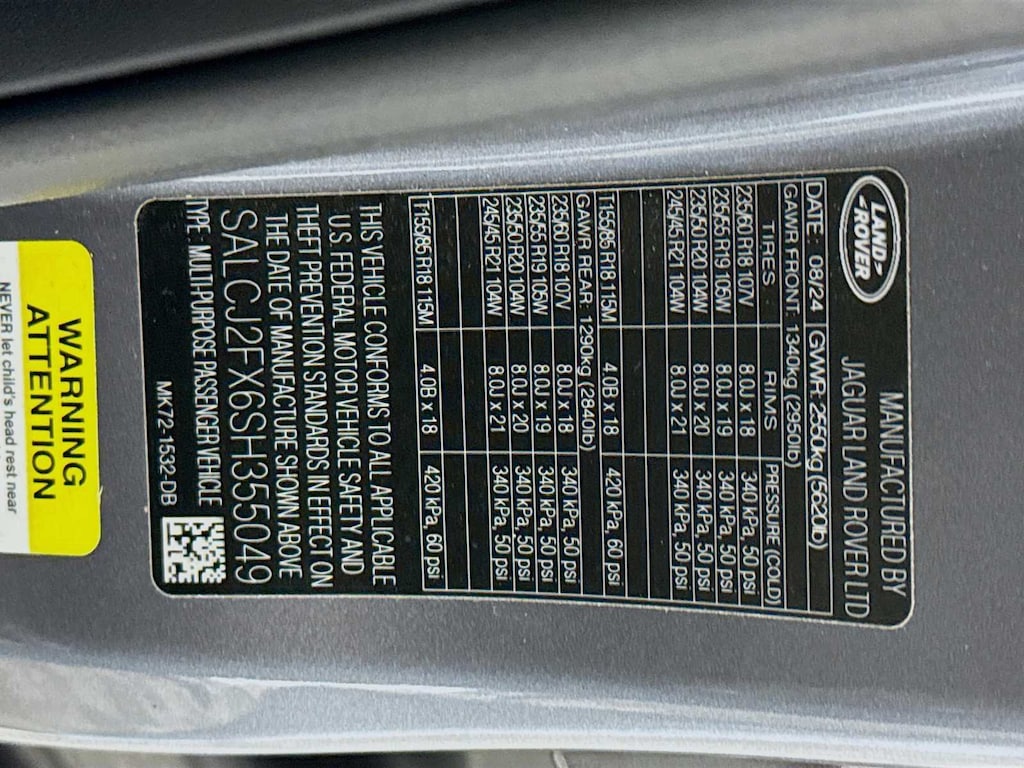 LAND ROVER
MANUFACTURED BY
JAGUAR LAND ROVER LTD
DATE: 08/24 GWWR: 2550kg (5620lb)
GAWR FRONT: 1340kg (2950lb)
TIRES RIMS PRESSURE (COLD)
235/60 R18 107V 8.0J x 18 340 kPa, 50 psi
235/55 R19 105W 8.0J x 19 340 kPa, 50 psi
235/50 R20 104W 8.0J x 20 340 kPa, 50 psi
245/45 R21 104W 8.0J x 21 340 kPa, 50 psi
T155/85 R18 115M 4.0B x 18 420 kPa, 60 psi
GAWR REAR: 1290kg (2840lb)
235/60 R18 107V 8.0J x 18 340 kPa, 50 psi
235/55 R19 105W 8.0J x 19 340 kPa, 50 psi
235/50 R20 104W 8.0J x 20 340 kPa, 50 psi
245/45 R21 104W 8.0J x 21 340 kPa, 50 psi
T155/85 R18 115M 4.0B x 18 420 kPa, 60 psi
THIS VEHICLE CONFORMS TO ALL APPLICABLE
U.S. FEDERAL MOTOR VEHICLE SAFETY AND
THEFT PREVENTION STANDARDS IN EFFECT ON
THE DATE OF MANUFACTURE SHOWN ABOVE
SALCJ2FX6SH355049
TYPE. MULTI-PURPOSE PASSENGER VEHICLE
MK72-1532-DB
WARNING
ATTENTION
NEVER let child's head rest near